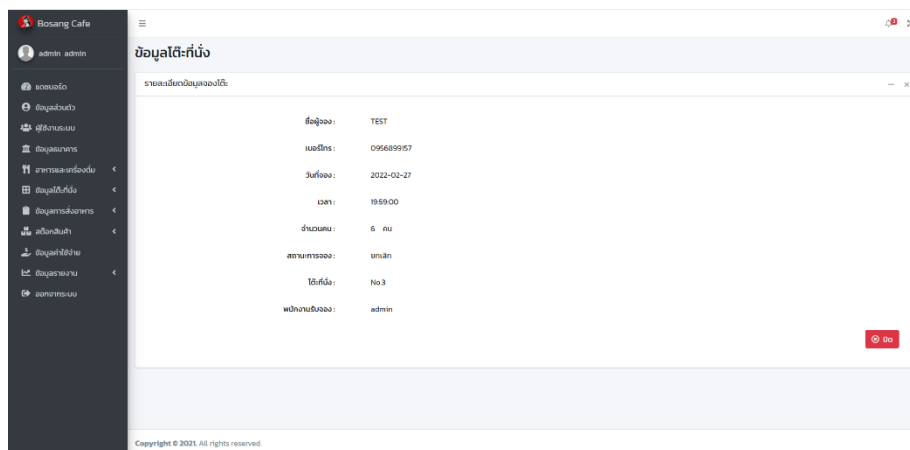 Bosang Cafe
admin admin
แดชบอร์ด
ข้อมูลส่วนตัว
ผู้ใช้งานระบบ
ข้อมูลธนาคาร
อาหารและเครื่องดื่ม
ข้อมูลโต๊ะที่นั่ง
ข้อมูลการสั่งอาหาร
สต็อกสินค้า
ข้อมูลค่าใช้จ่าย
ข้อมูลรายงาน
ออกจากระบบ
ข้อมูลโต๊ะที่นั่ง
รายละเอียดข้อมูลจองโต๊ะ
ชื่อผู้จอง : TEST
เบอร์โทร : 0956899157
วันที่จอง : 2022-02-27
เวลา : 19:59:00
จำนวนคน : 6 คน
สถานะการจอง : ยกเลิก
โต๊ะที่นั่ง : No.3
พนักงานรับจอง : admin
ปิด
Copyright © 2021. All rights reserved.